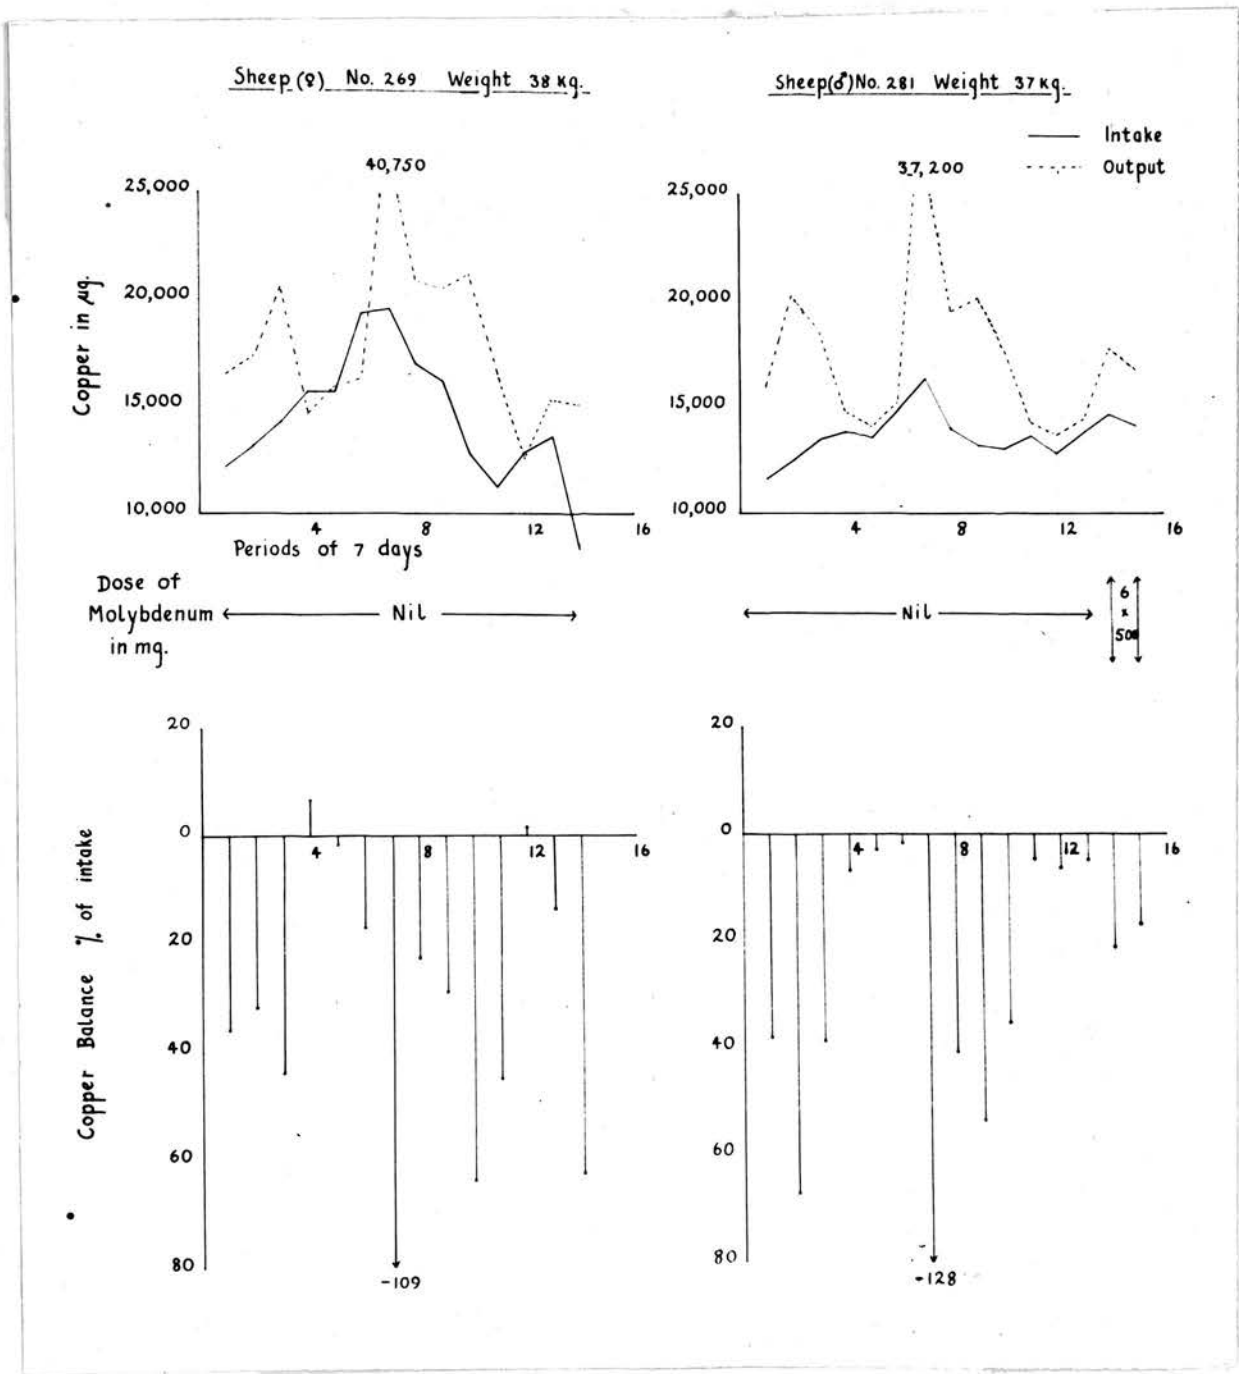 Sheep (♀) No. 269 Weight 38 Kg.
Sheep(♂)No. 281 Weight 37 Kg.
Intake
Output
40,750
37,200
25,000
20,000
15,000
10,000
Copper in µg.
4 8 12 16
Periods of 7 days
25,000
20,000
15,000
10,000
4 8 12 16
Dose of
Molybdenum
in mg.
Nil
Nil
6
x
50
20
0
20
40
60
80
Copper Balance % of intake
4 8 12 16
-109
20
0
20
40
60
80
4 8 12 16
-128